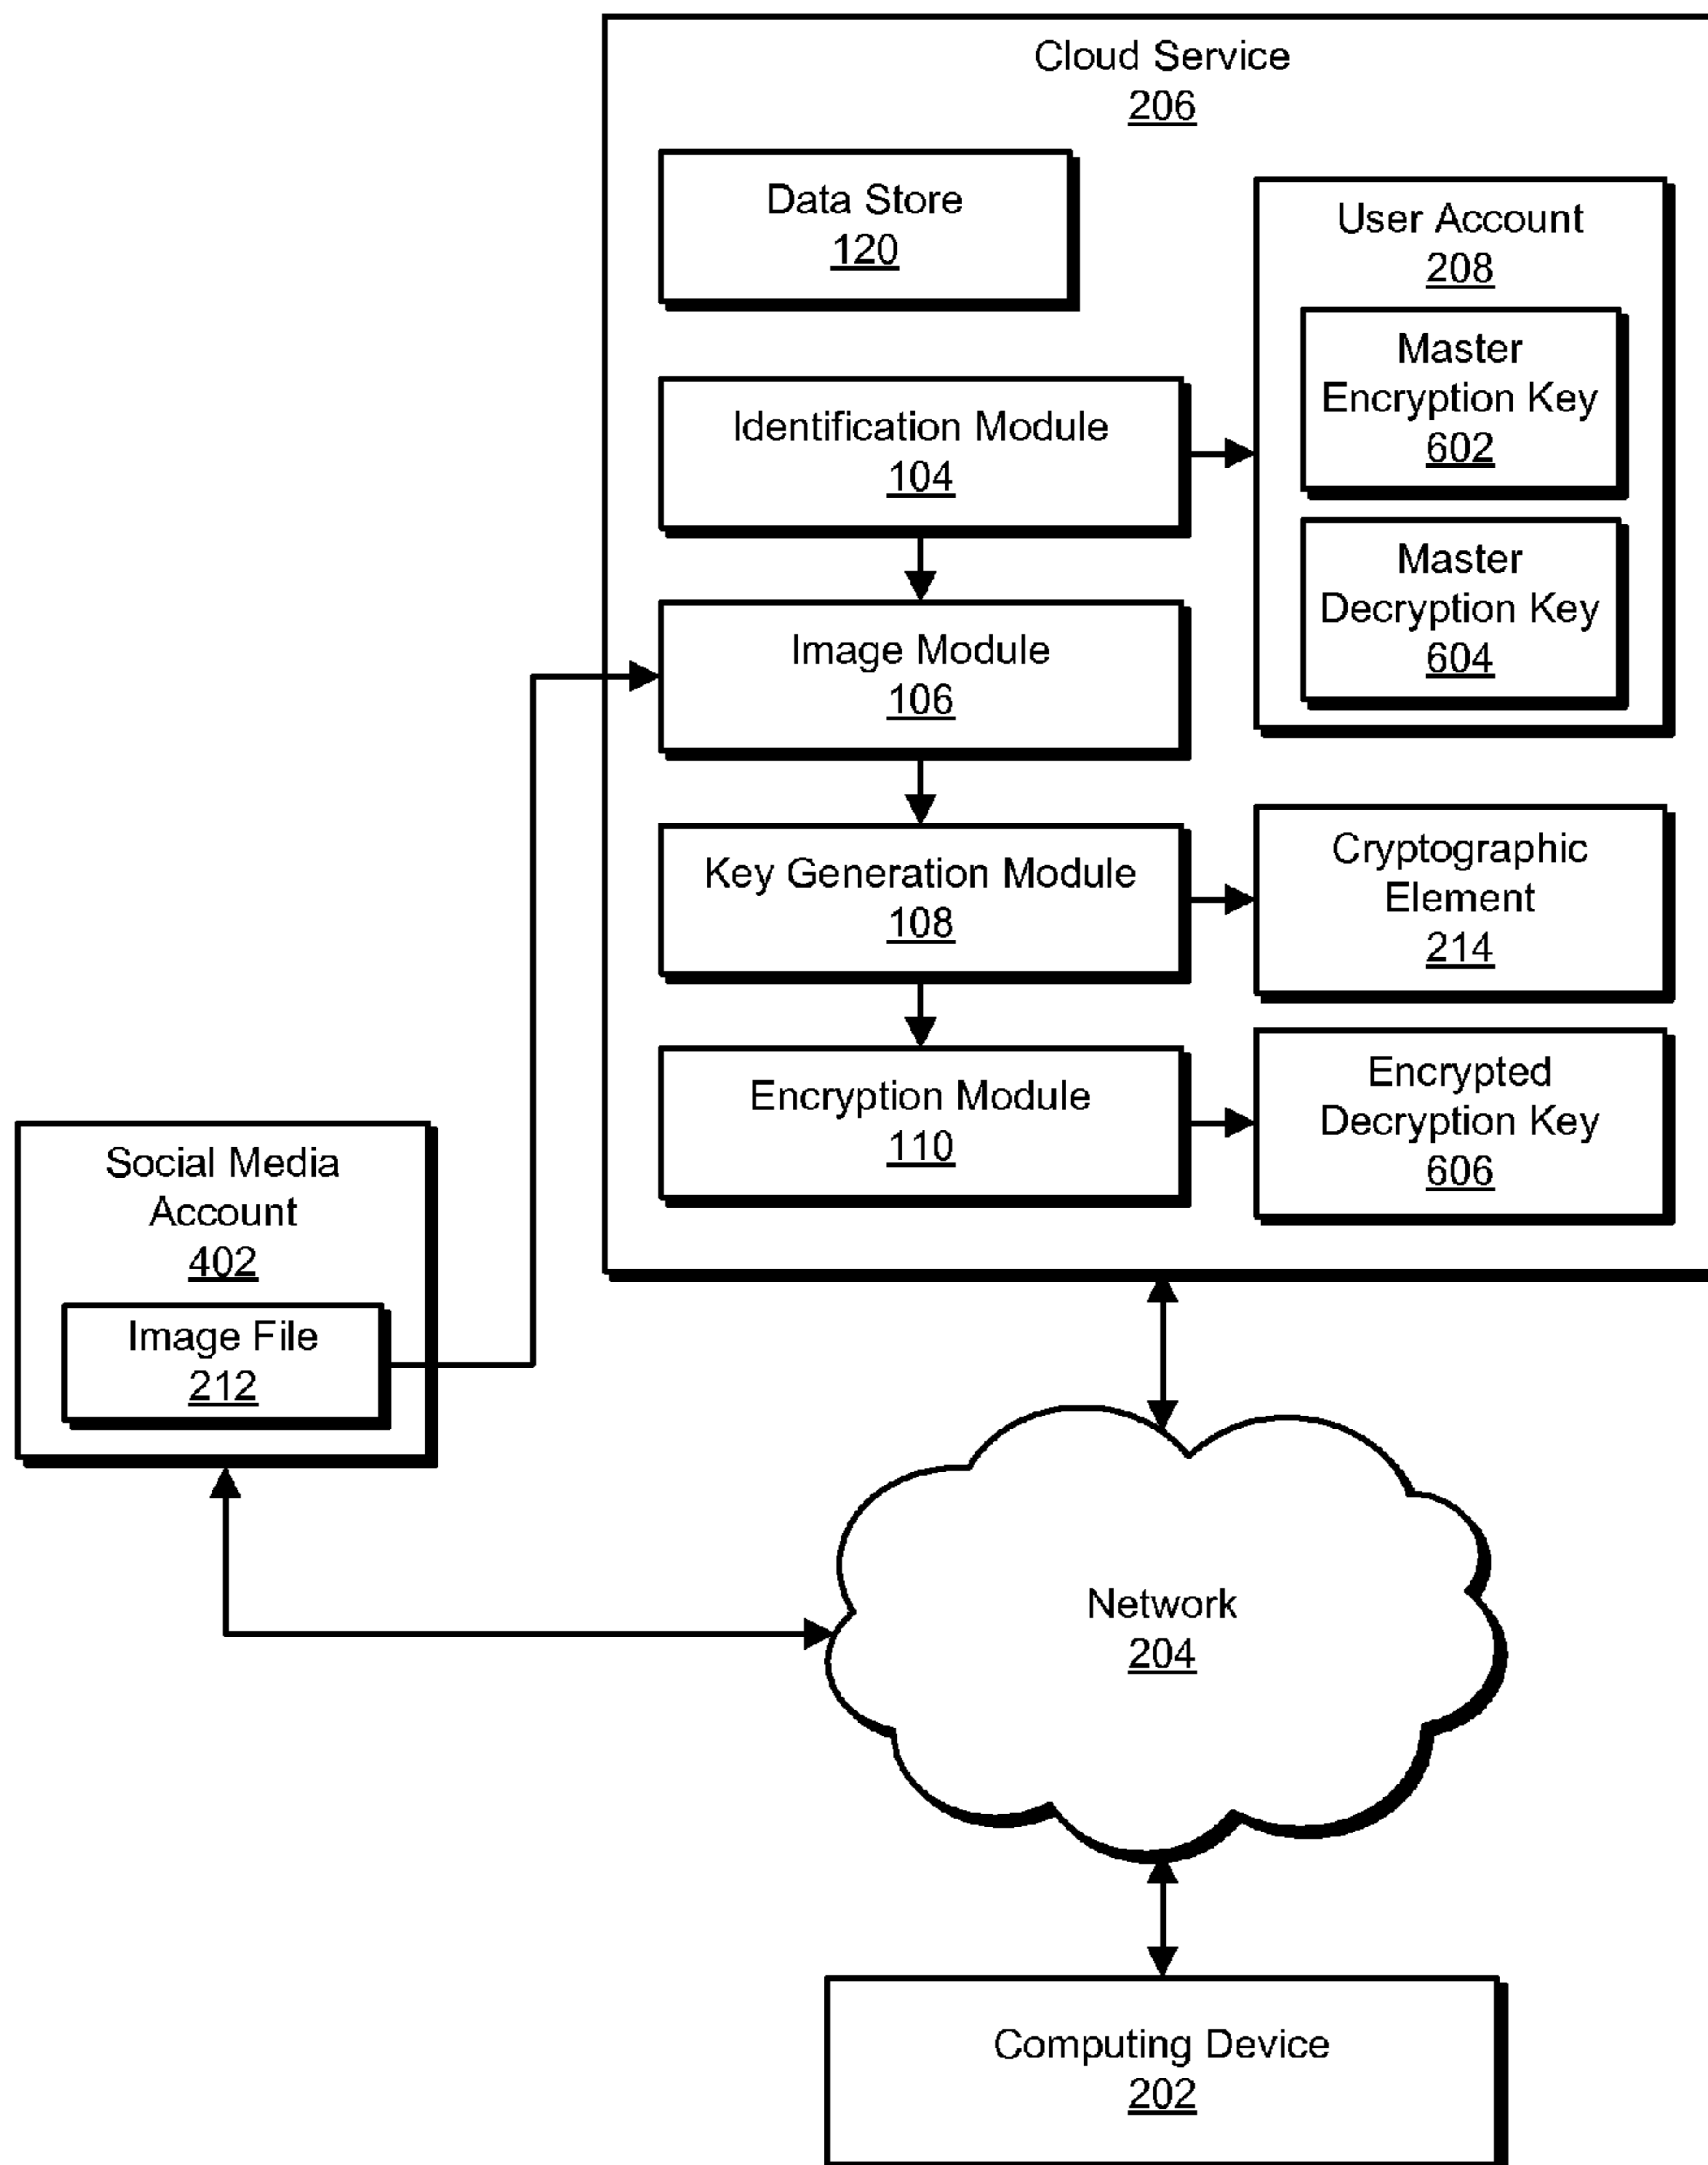 Cloud Service
206
Data Store
120
User Account
208
Master
Encryption Key
602
Master
Decryption Key
604
Identification Module
104
Image Module
106
Key Generation Module
108
Cryptographic
Element
214
Encryption Module
110
Encrypted
Decryption Key
606
Social Media
Account
402
Image File
212
Network
204
Computing Device
202